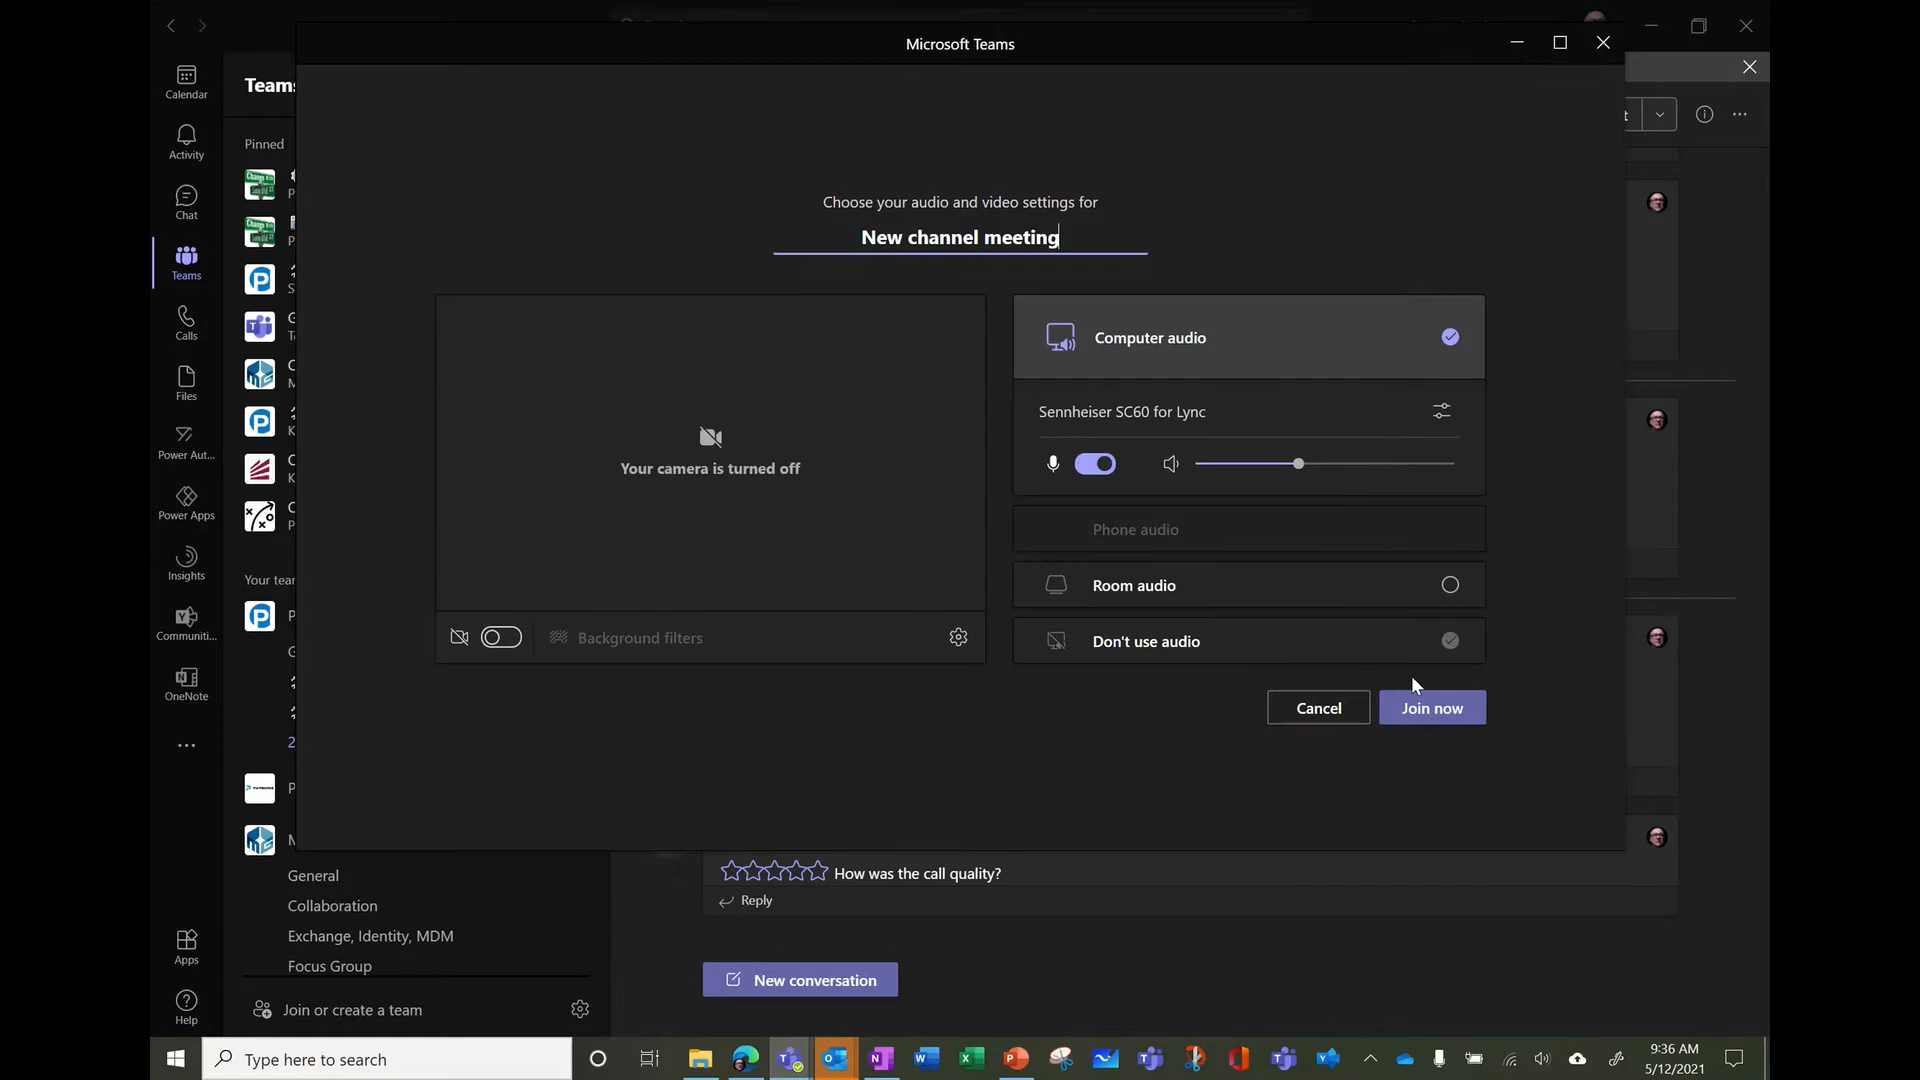 Microsoft Teams
Calendar
Activity
Chat
Teams
Calls
Files
Power Aut...
Power Apps
Insights
Communiti...
OneNote
Apps
Help
Teams
Pinned
Your tea
General
Collaboration
Exchange, Identity, MDM
Focus Group
Join or create a team
Choose your audio and video settings for
New channel meeting
Your camera is turned off
Background filters
Computer audio
Sennheiser SC60 for Lync
Phone audio
Room audio
Don't use audio
Cancel
Join now
How was the call quality?
Reply
New conversation
Type here to search
9:36 AM
5/12/2021